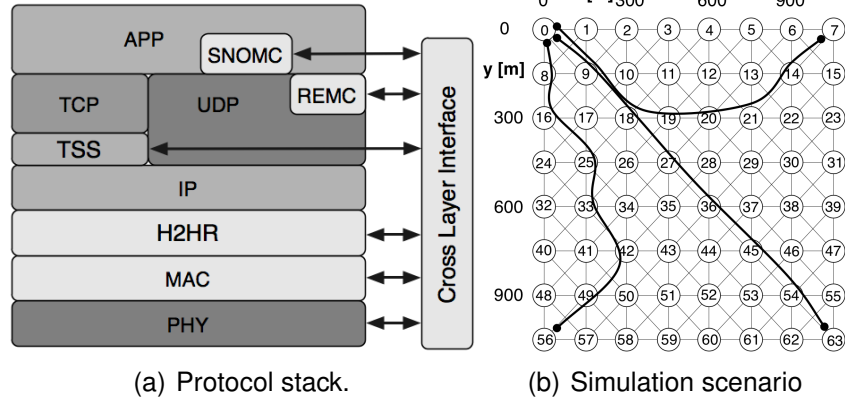 APP
SNOMC
TCP
UDP
REMC
TSS
IP
H2HR
MAC
PHY
Cross Layer Interface
(a) Protocol stack.
0 300 600 900
0
y [m]
300
600
900
0 1 2 3 4 5 6 7
8 9 10 11 12 13 14 15
16 17 18 19 20 21 22 23
24 25 26 27 28 29 30 31
32 33 34 35 36 37 38 39
40 41 42 43 44 45 46 47
48 49 50 51 52 53 54 55
56 57 58 59 60 61 62 63
(b) Simulation scenario